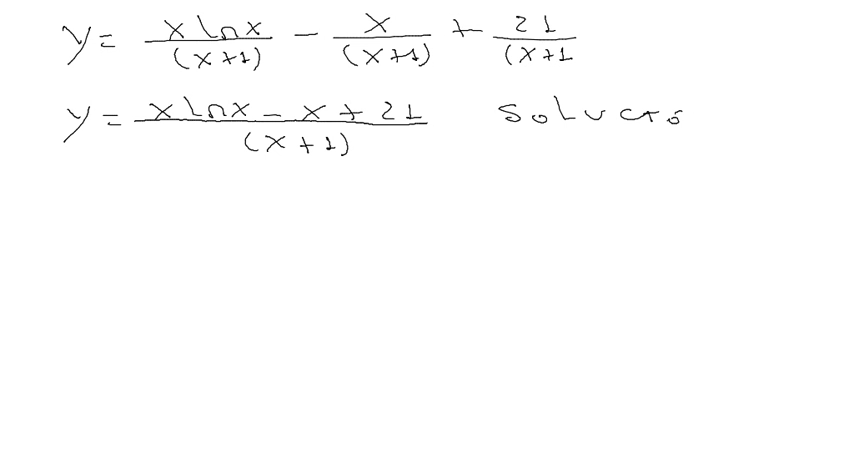 y = x ln x / (x+1) - x / (x+1) + 21 / (x+1
y = x ln x - x + 21 / (x+1) Solucio